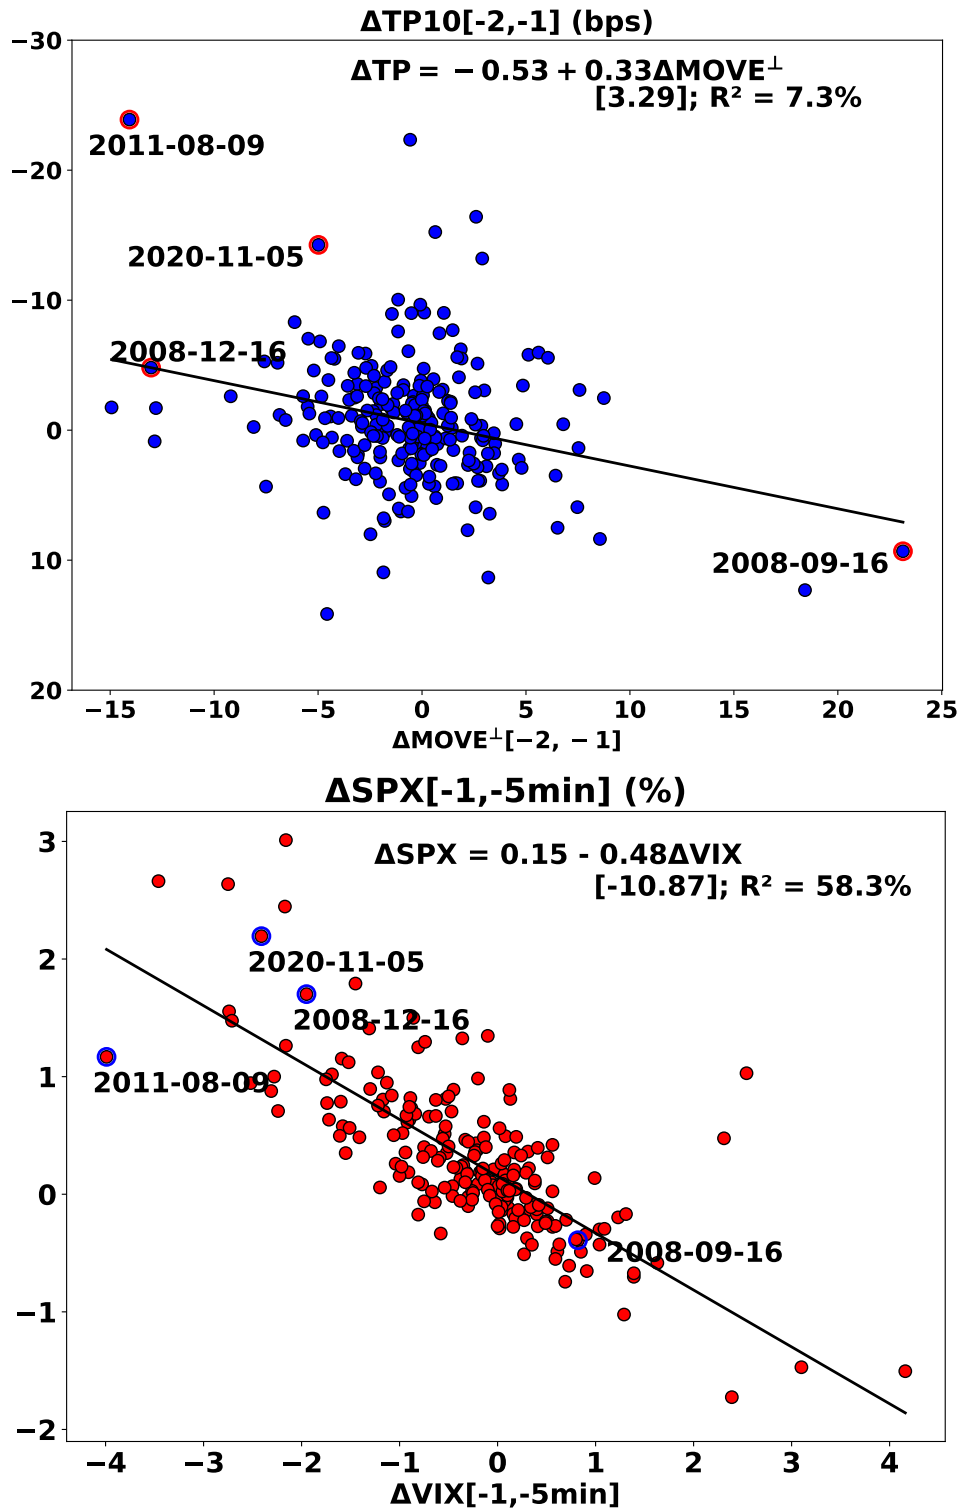 ΔTP10[-2,-1] (bps)
−30
ΔTP = −0.53 + 0.33ΔMOVE⊥
[3.29]; R² = 7.3%
2011-08-09
−20
2020-11-05
−10
2008-12-16
0
2008-09-16
10
20
−15 −10 −5 0 5 10 15 20 25
ΔMOVE⊥[−2, −1]
ΔSPX[-1,-5min] (%)
3
ΔSPX = 0.15 - 0.48ΔVIX
[-10.87]; R² = 58.3%
2
2020-11-05
2008-12-16
1
2011-08-09
0
2008-09-16
−1
−2
−4 −3 −2 −1 0 1 2 3 4
ΔVIX[-1,-5min]